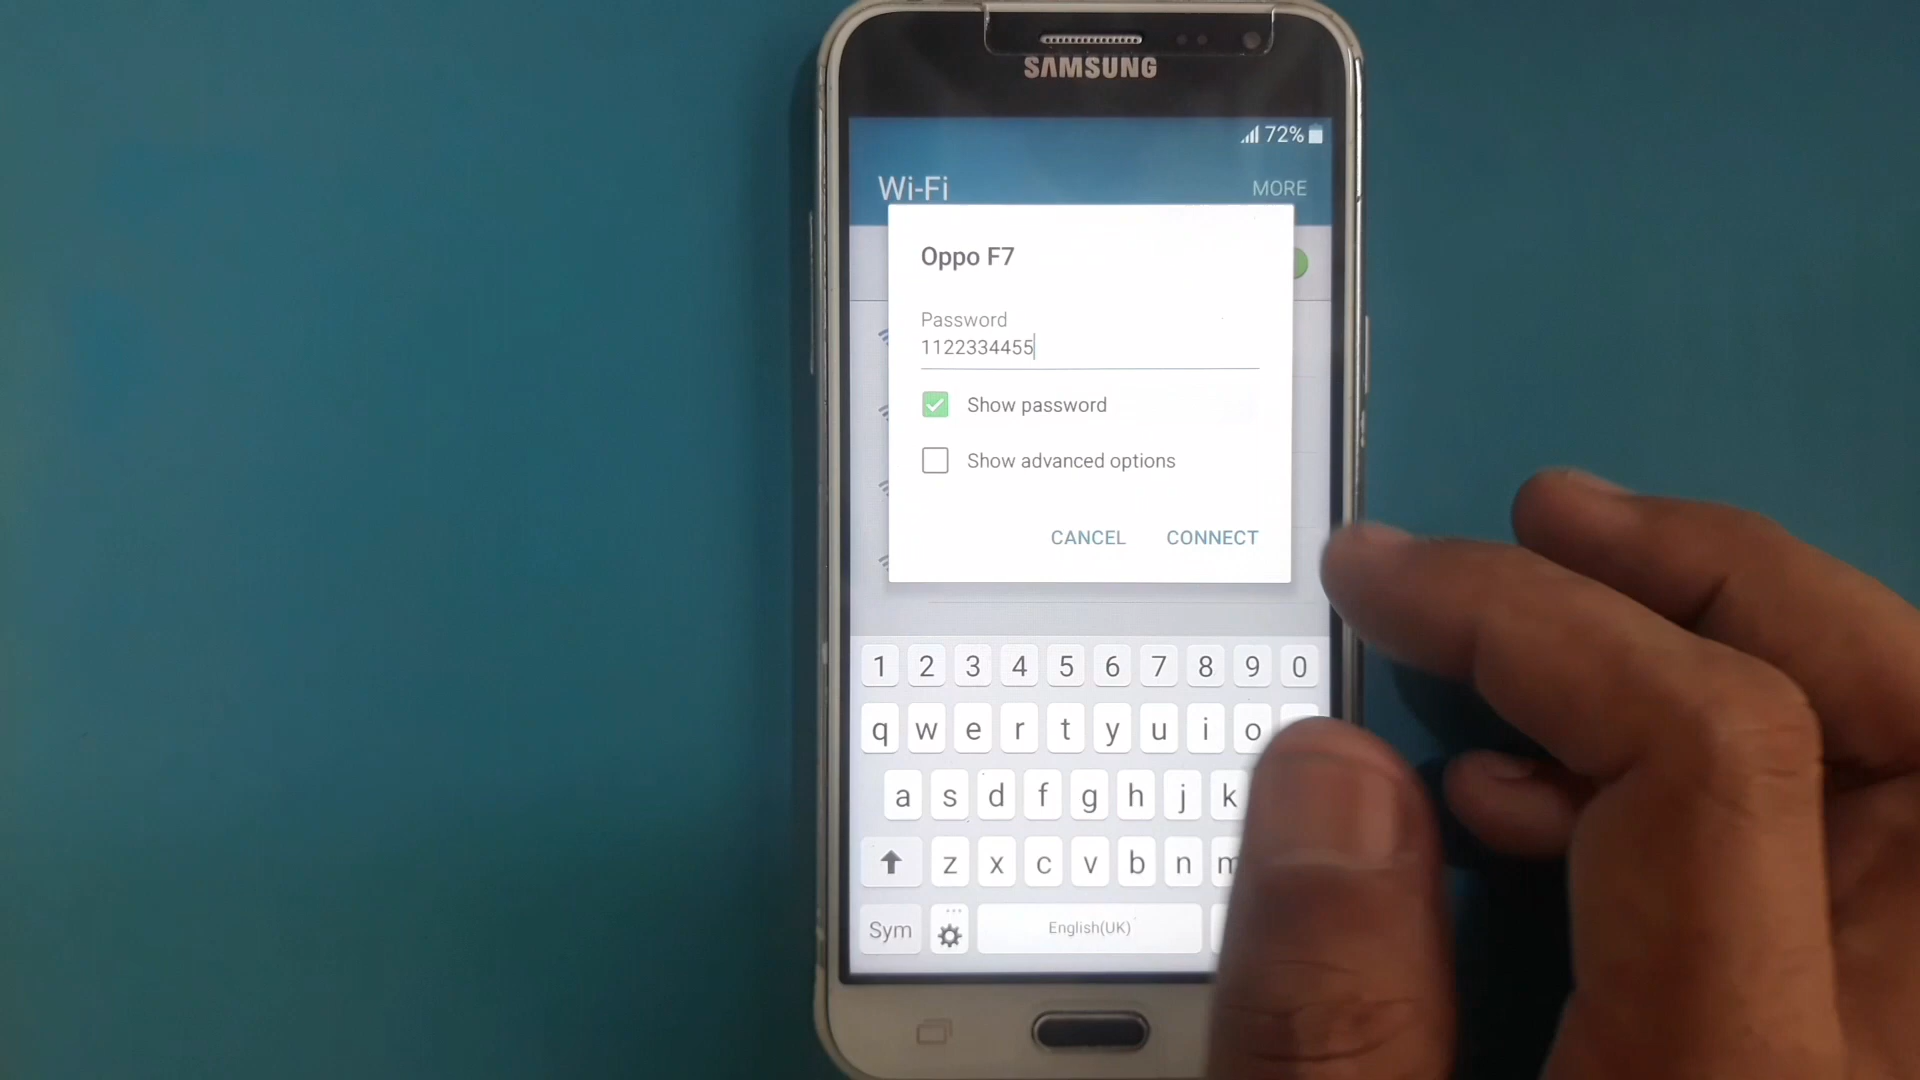 SAMSUNG
72%
Wi-Fi MORE
Oppo F7
Password
1122334455
Show password
Show advanced options
CANCEL CONNECT
1 2 3 4 5 6 7 8 9 0
q w e r t y u i o
a s d f g h j k
z x c v b n m
Sym English(UK)